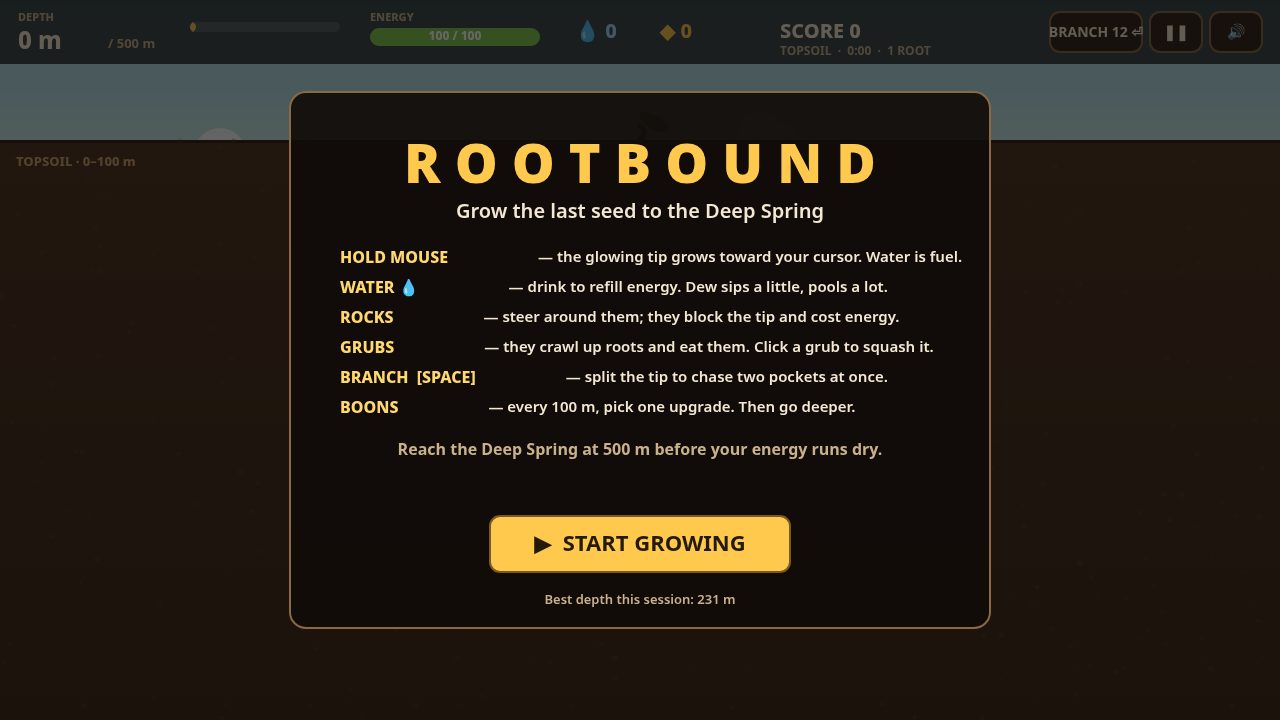 DEPTH
0 m / 500 m
ENERGY
100 / 100
💧 0
◆ 0
SCORE 0
TOPSOIL · 0:00 · 1 ROOT
BRANCH 12 ⏎
❚❚
🔊
TOPSOIL · 0–100 m
ROOTBOUND
Grow the last seed to the Deep Spring
HOLD MOUSE — the glowing tip grows toward your cursor. Water is fuel.
WATER 💧 — drink to refill energy. Dew sips a little, pools a lot.
ROCKS — steer around them; they block the tip and cost energy.
GRUBS — they crawl up roots and eat them. Click a grub to squash it.
BRANCH [SPACE] — split the tip to chase two pockets at once.
BOONS — every 100 m, pick one upgrade. Then go deeper.
Reach the Deep Spring at 500 m before your energy runs dry.
▶ START GROWING
Best depth this session: 231 m